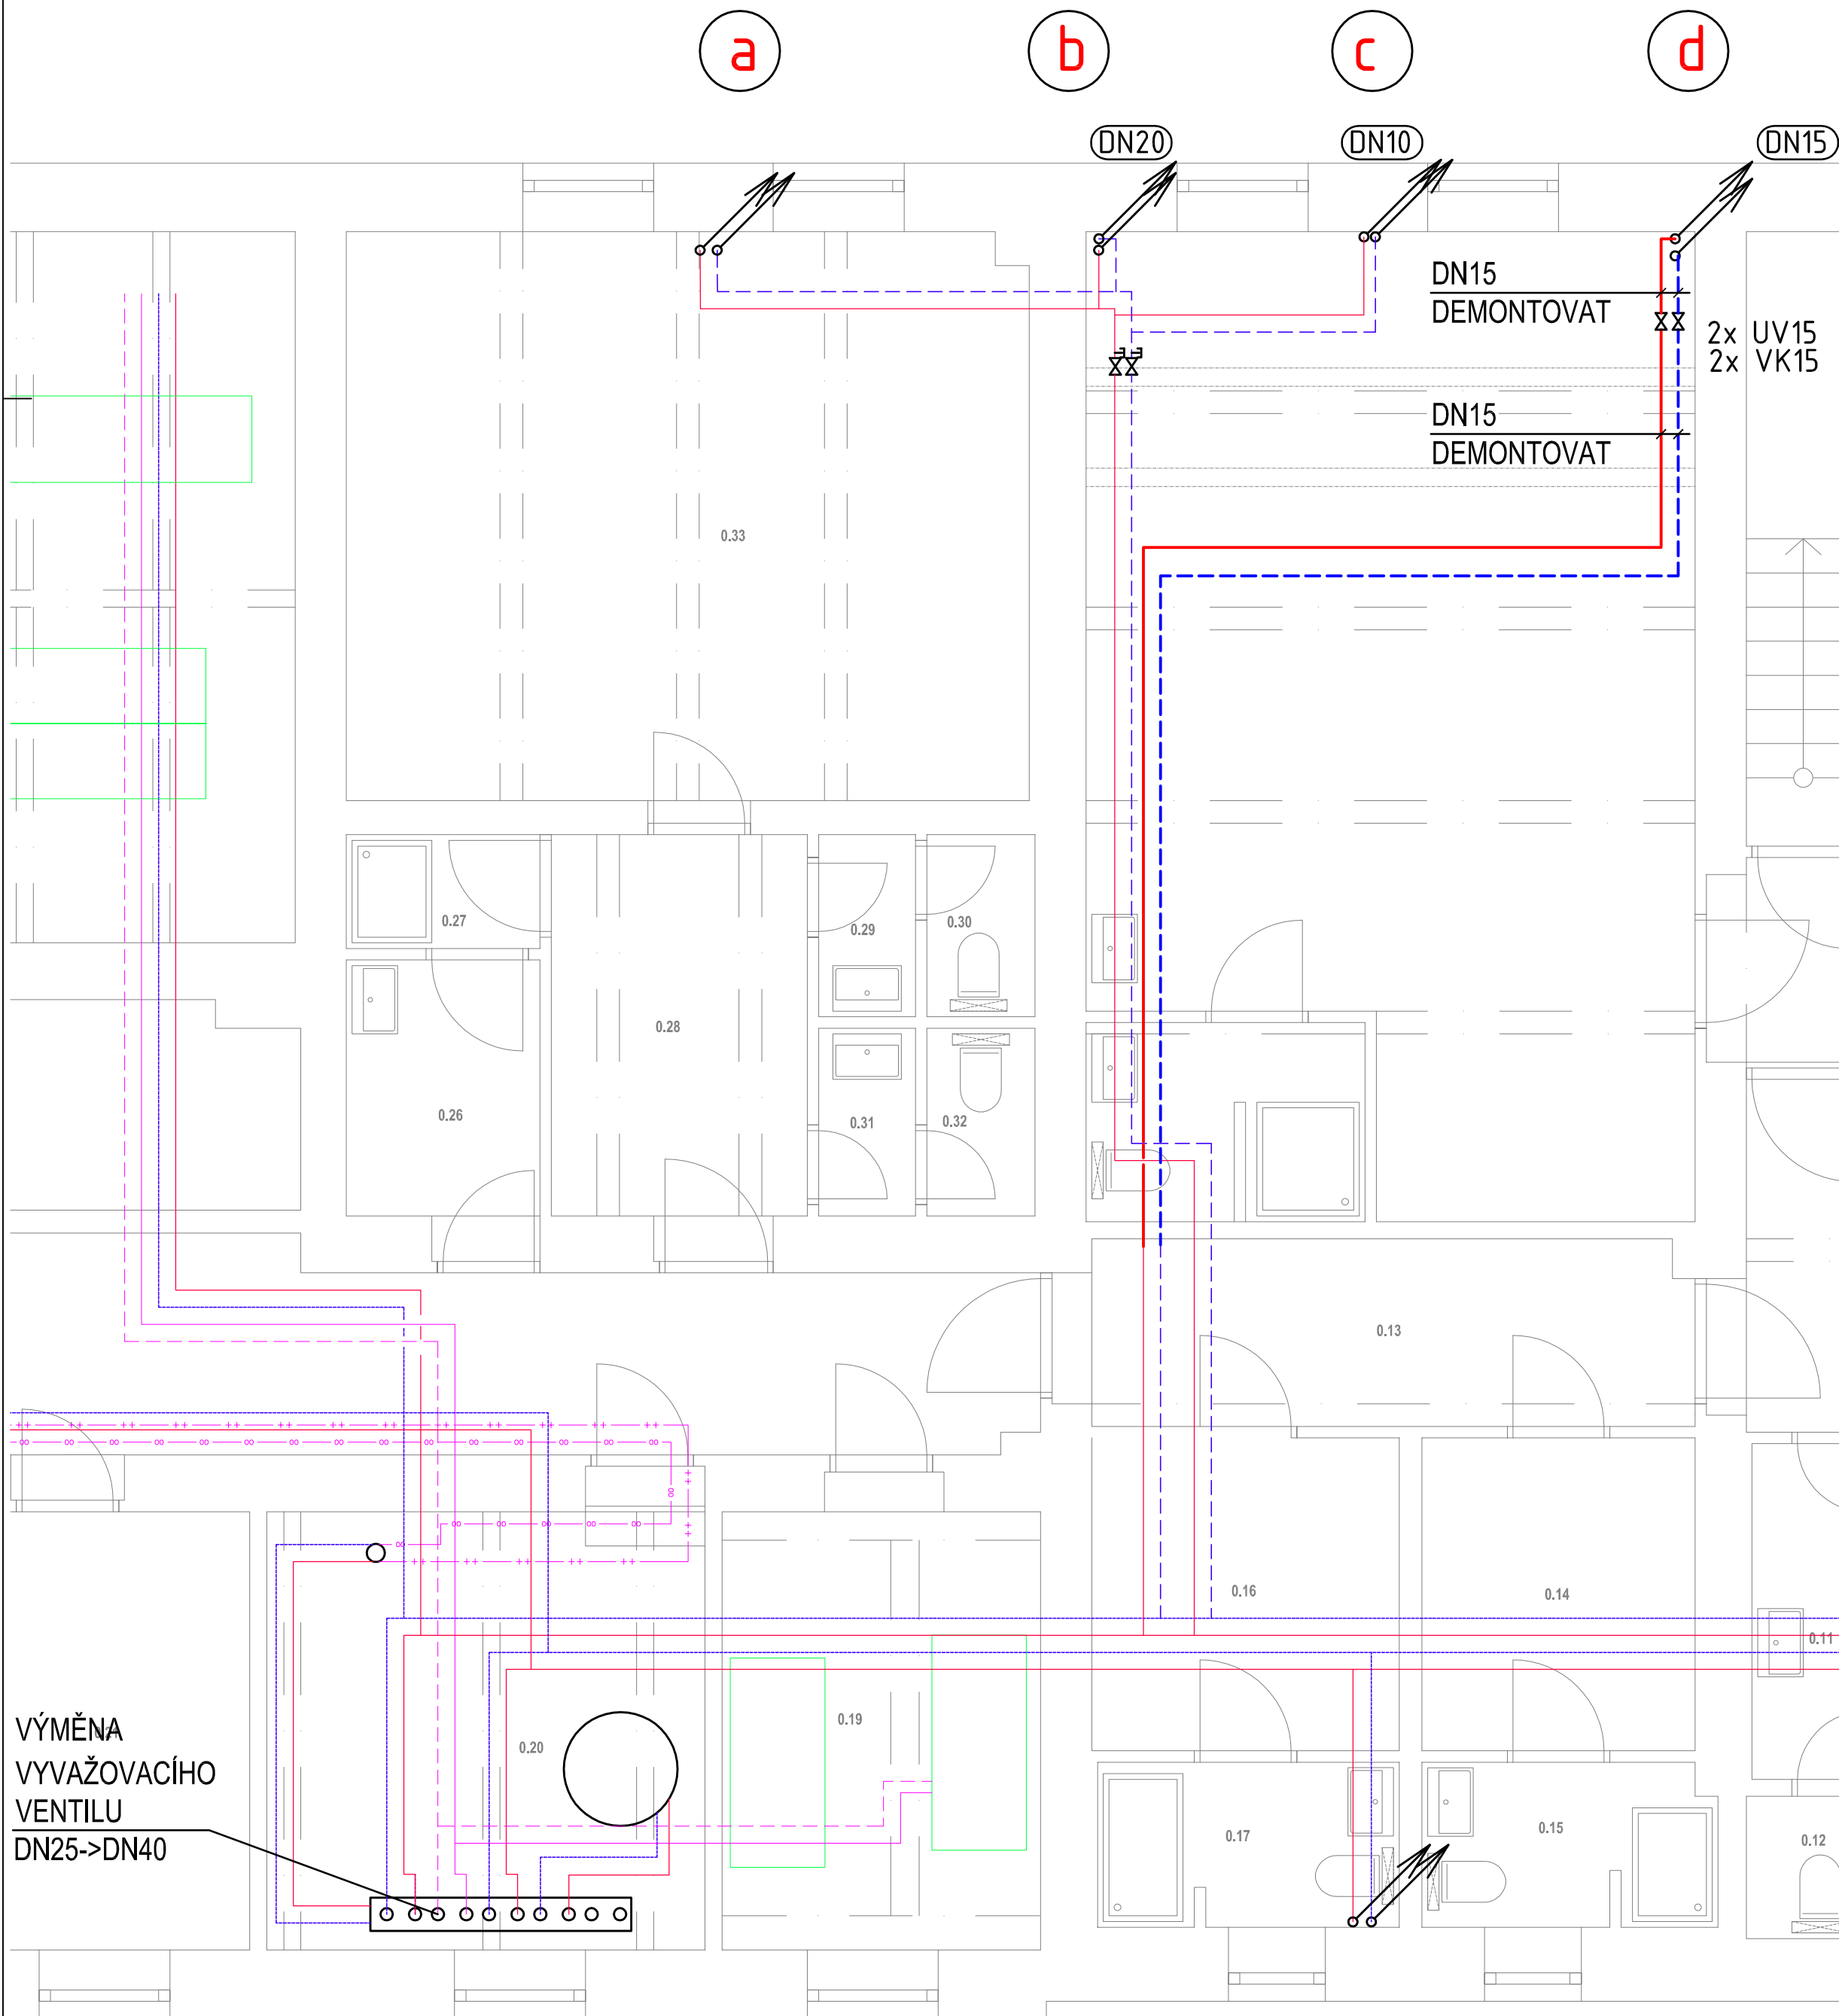 a
b
c
d
DN20
DN10
DN15
DN15
DEMONTOVAT
2x UV15
2x VK15
DN15
DEMONTOVAT
0.33
0.27
0.29
0.30
0.28
0.26
0.31
0.32
0.13
0.16
0.14
0.11
0.19
0.20
VÝMĚNA
VYVAŽOVACÍHO
VENTILU
DN25->DN40
0.17
0.15
0.12